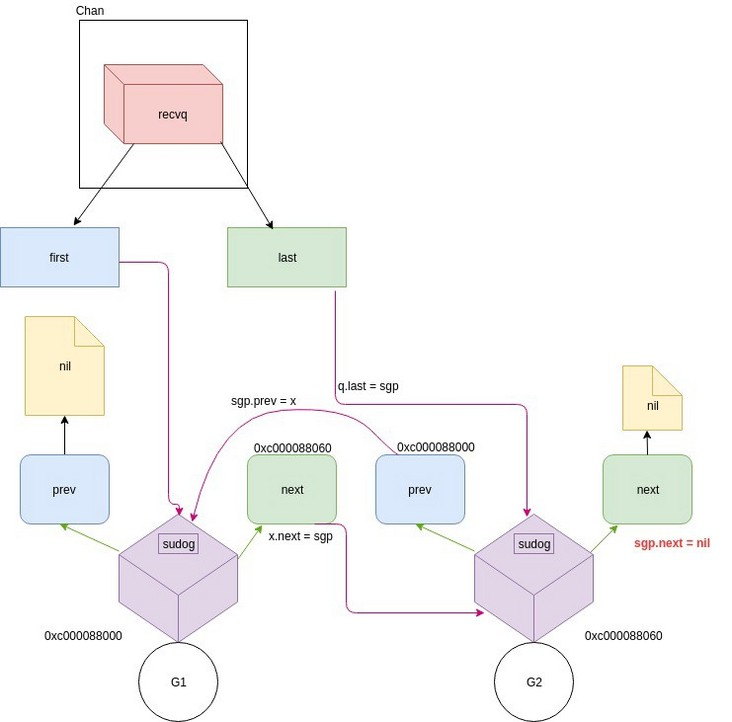 Chan
recvq
first
last
nil
q.last = sgp
sgp.prev = x
nil
0xc000088060
0xc000088000
prev
next
prev
next
x.next = sgp
sudog
sudog
sgp.next = nil
0xc000088000
0xc000088060
G1
G2